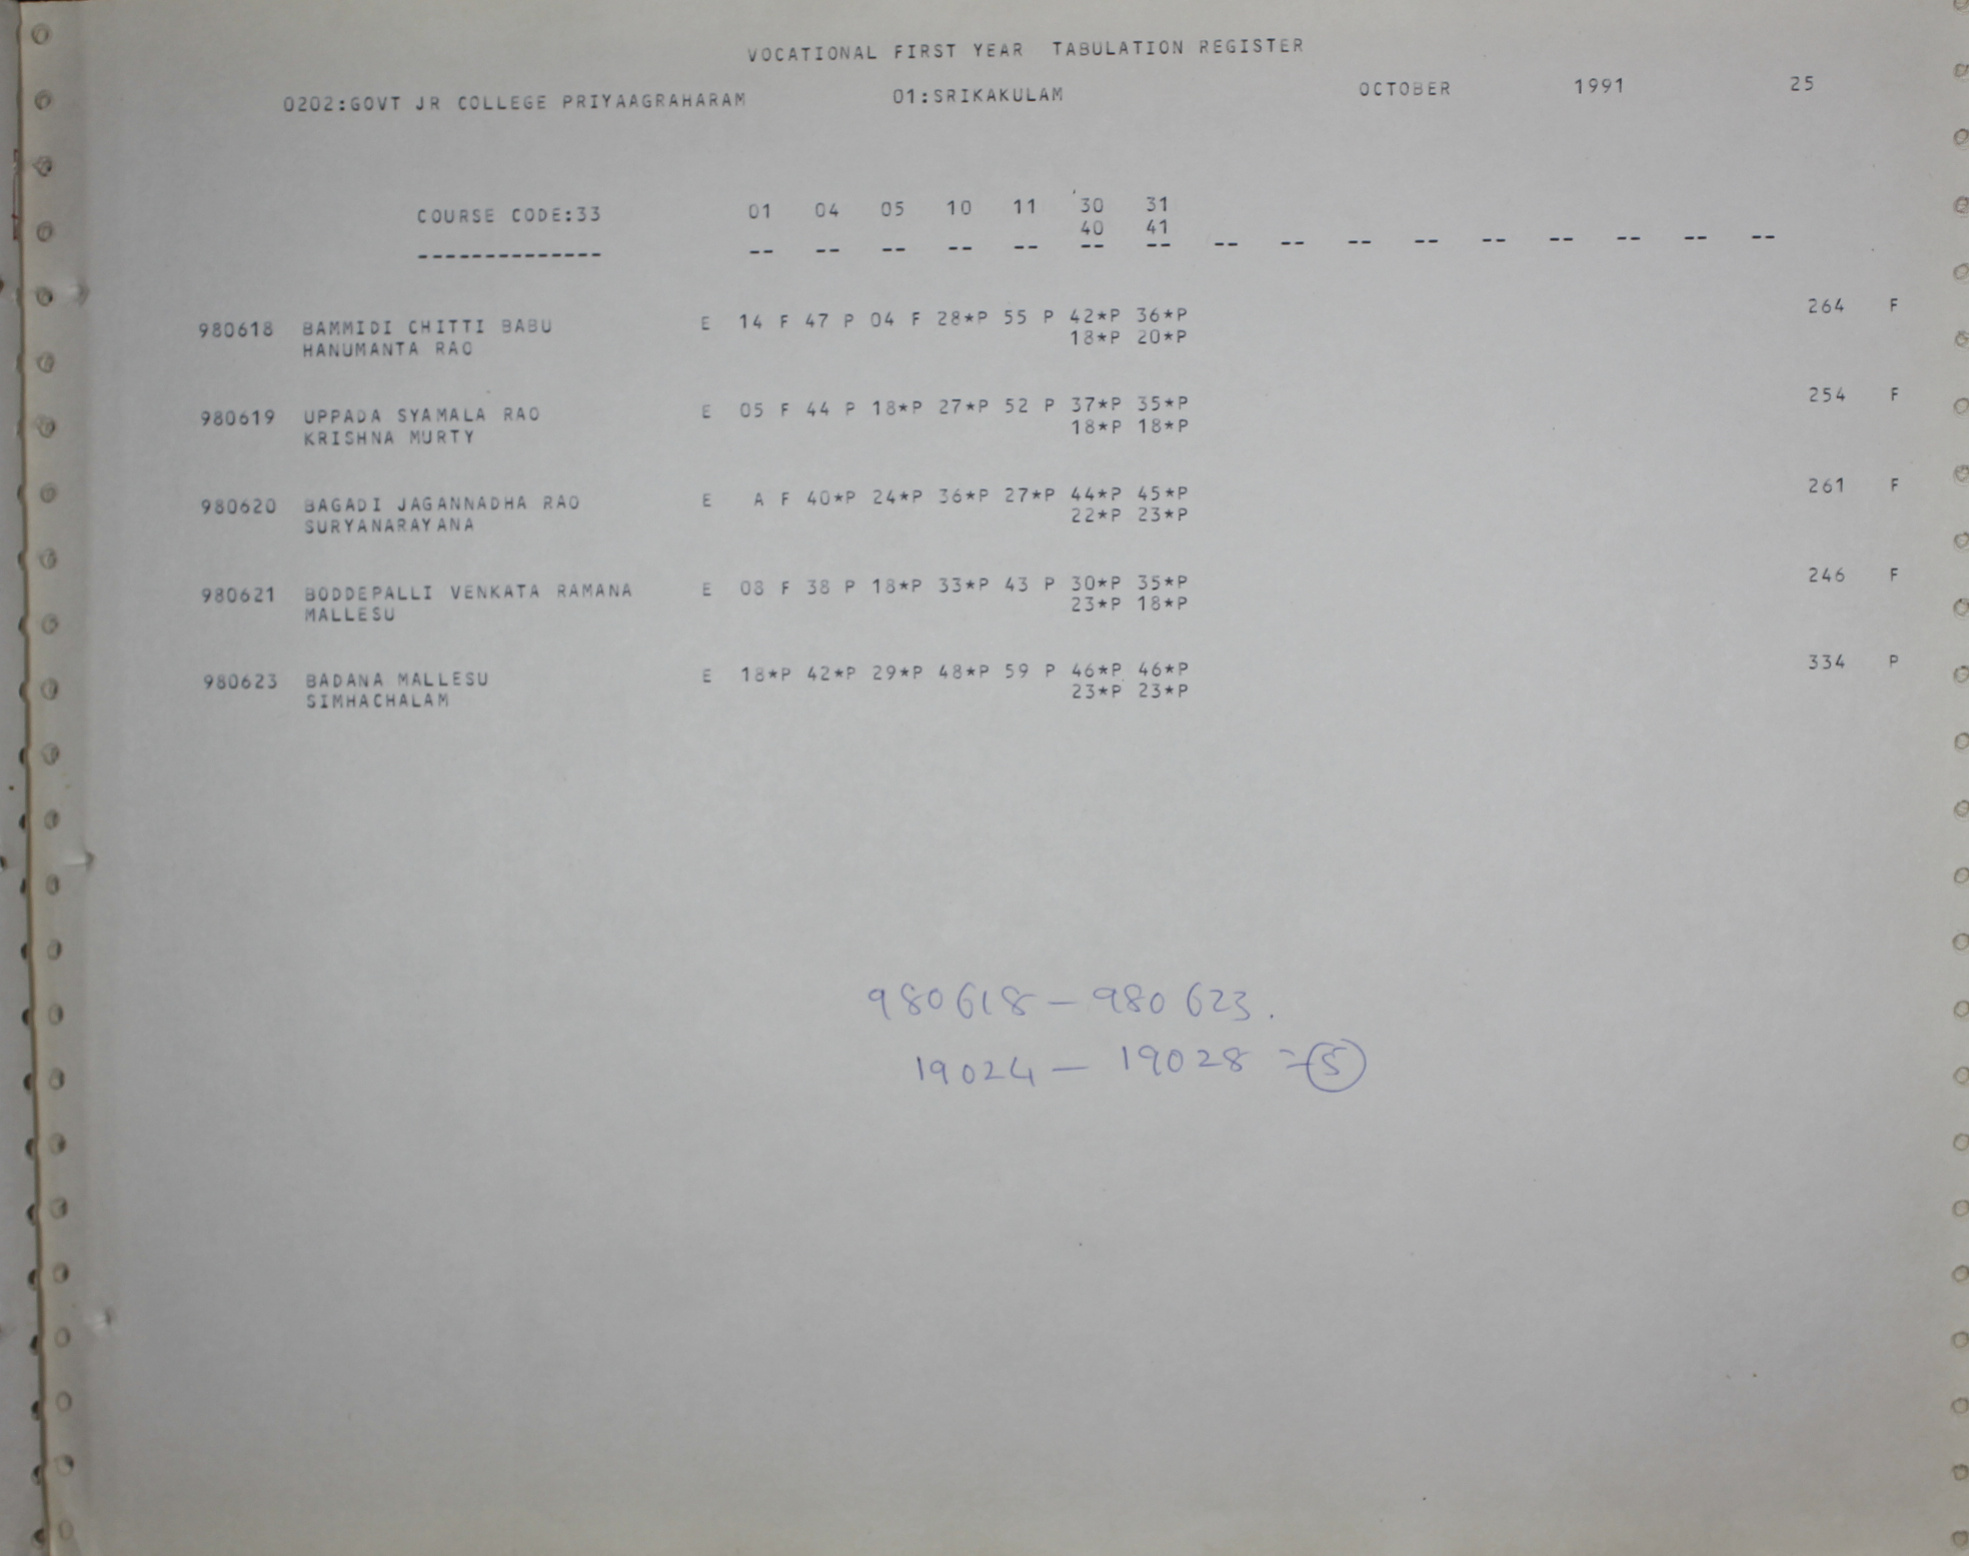 VOCATIONAL FIRST YEAR TABULATION REGISTER
0202:GOVT JR COLLEGE PRIYAAGRAHARAM 01:SRIKAKULAM OCTOBER 1991 25
COURSE CODE:33 01 04 05 10 11 30 31
40 41
-------------- -- -- -- -- -- -- -- -- -- -- -- -- -- -- -- --
980618 BAMMIDI CHITTI BABU E 14 F 47 P 04 F 28*P 55 P 42*P 36*P 264 F
HANUMANTA RAO 18*P 20*P
980619 UPPADA SYAMALA RAO E 05 F 44 P 18*P 27*P 52 P 37*P 35*P 254 F
KRISHNA MURTY 18*P 18*P
980620 BAGADI JAGANNADHA RAO E A F 40*P 24*P 36*P 27*P 44*P 45*P 261 F
SURYANARAYANA 22*P 23*P
980621 BODDEPALLI VENKATA RAMANA E 08 F 38 P 18*P 33*P 43 P 30*P 35*P 246 F
MALLESU 23*P 18*P
980623 BADANA MALLESU E 18*P 42*P 29*P 48*P 59 P 46*P 46*P 334 P
SIMHACHALAM 23*P 23*P
980618 - 980623.
19024 - 19028 = 5